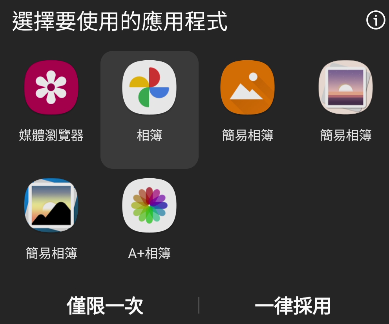 選擇要使用的應用程式
媒體瀏覽器
相簿
簡易相簿
簡易相簿
簡易相簿
A+相簿
僅限一次
一律採用